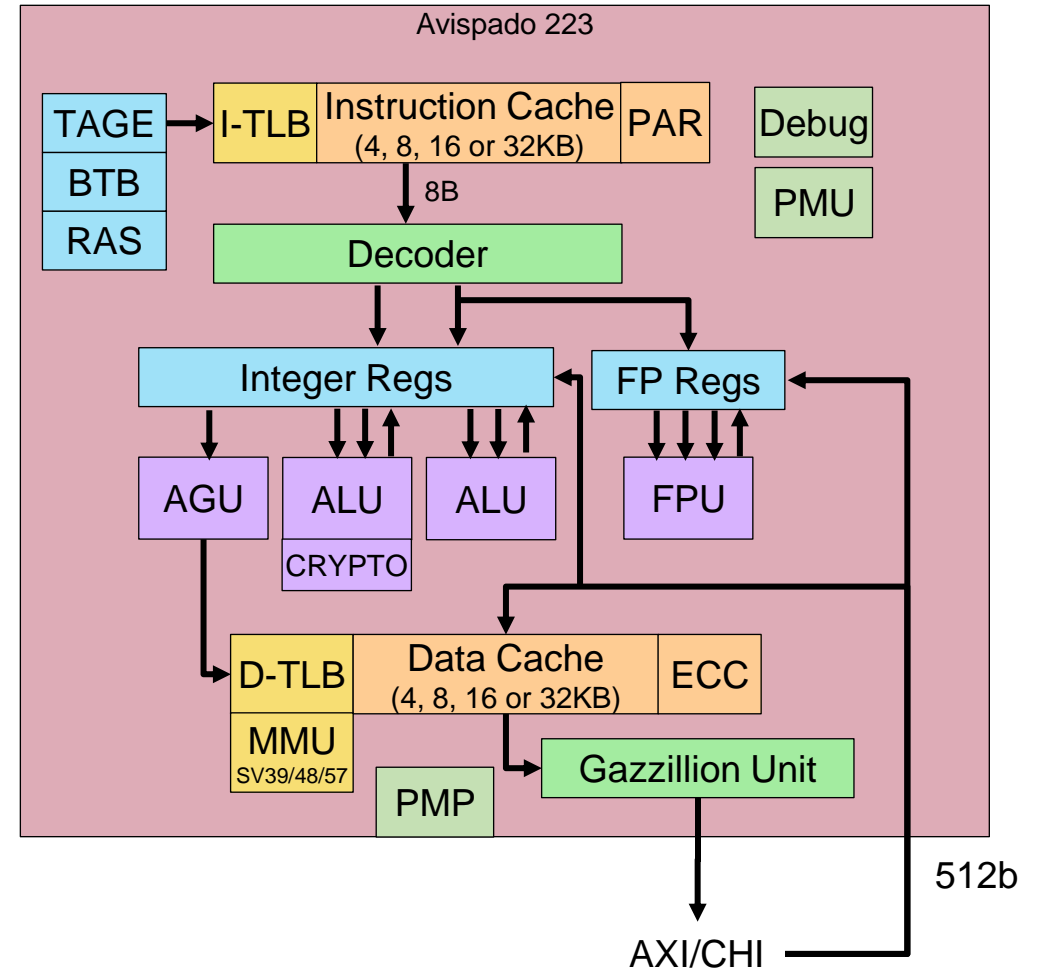 Avispado 223
TAGE
BTB
RAS
I-TLB
Instruction Cache
(4, 8, 16 or 32KB)
PAR
Debug
PMU
8B
Decoder
Integer Regs
FP Regs
AGU
ALU
CRYPTO
ALU
FPU
D-TLB
Data Cache
(4, 8, 16 or 32KB)
ECC
MMU
SV39/48/57
Gazzillion Unit
PMP
512b
AXI/CHI